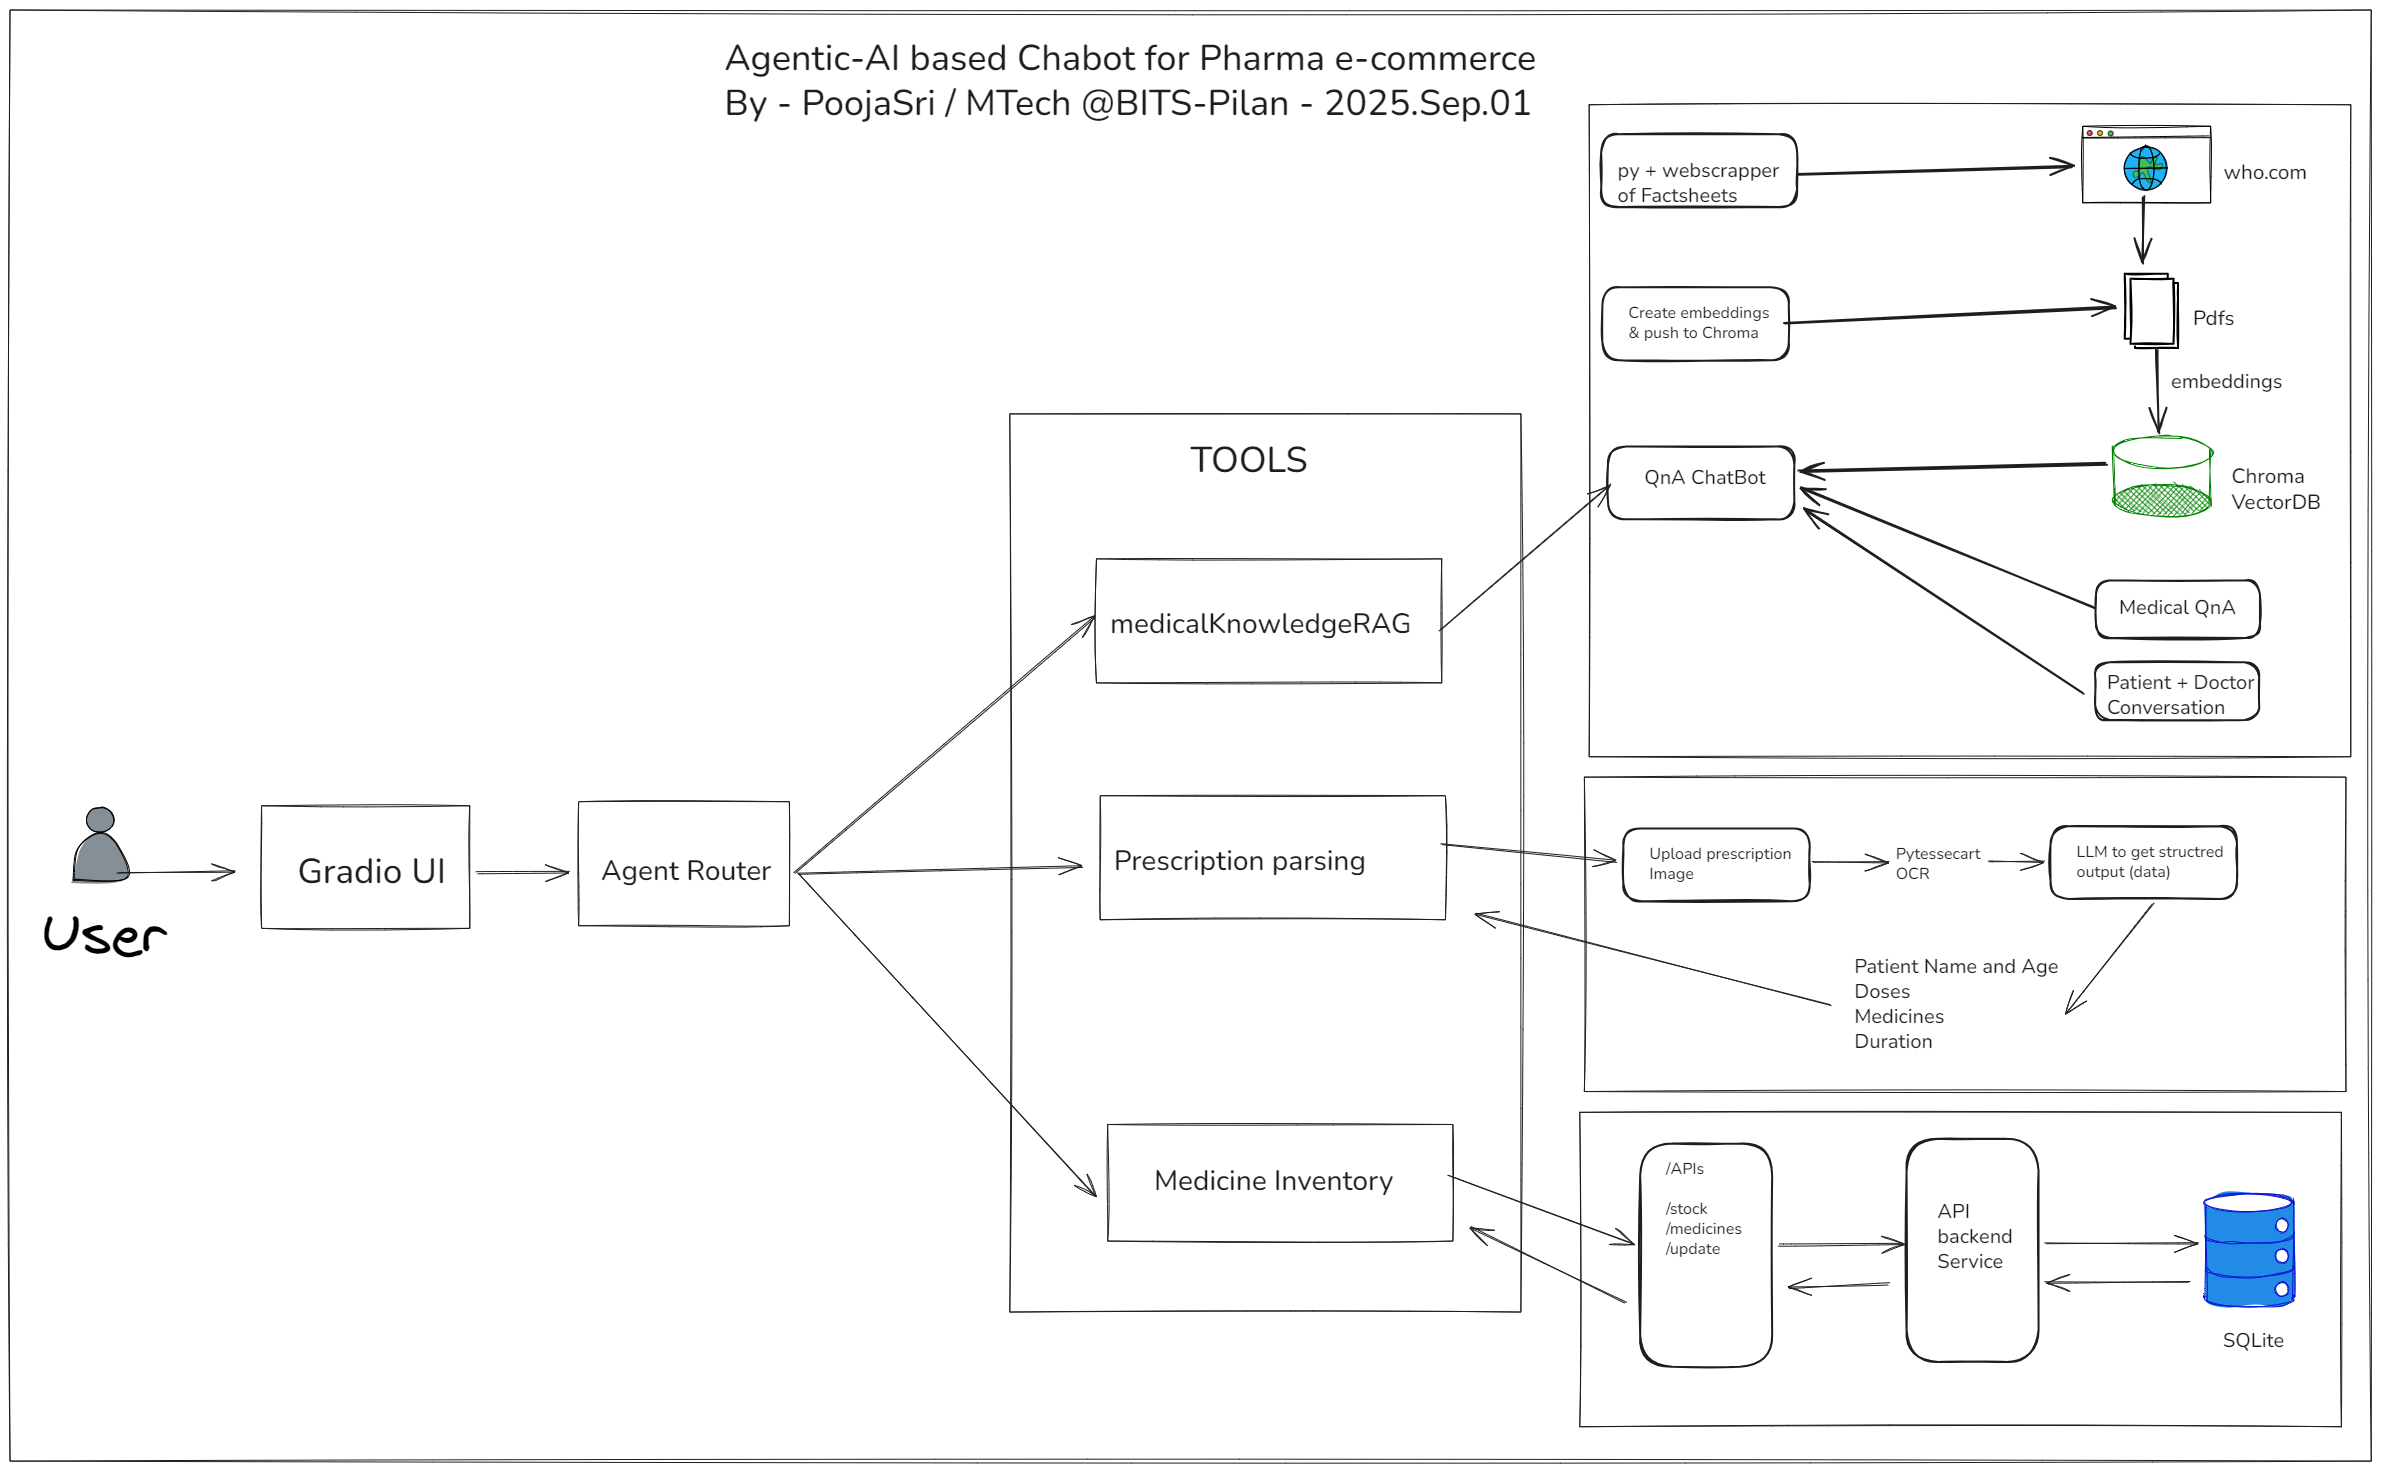 Agentic-AI based Chabot for Pharma e-commerce
By - PoojaSri / MTech @BITS-Pilan - 2025.Sep.01
py + webscrapper
of Factsheets
who.com
Create embeddings
& push to Chroma
Pdfs
embeddings
TOOLS
QnA ChatBot
Chroma
VectorDB
medicalKnowledgeRAG
Medical QnA
Patient + Doctor
Conversation
User
Gradio UI
Agent Router
Prescription parsing
Upload prescription
Image
Pytessecart
OCR
LLM to get structred
output (data)
Patient Name and Age
Doses
Medicines
Duration
Medicine Inventory
/APIs
/stock
/medicines
/update
API
backend
Service
SQLite